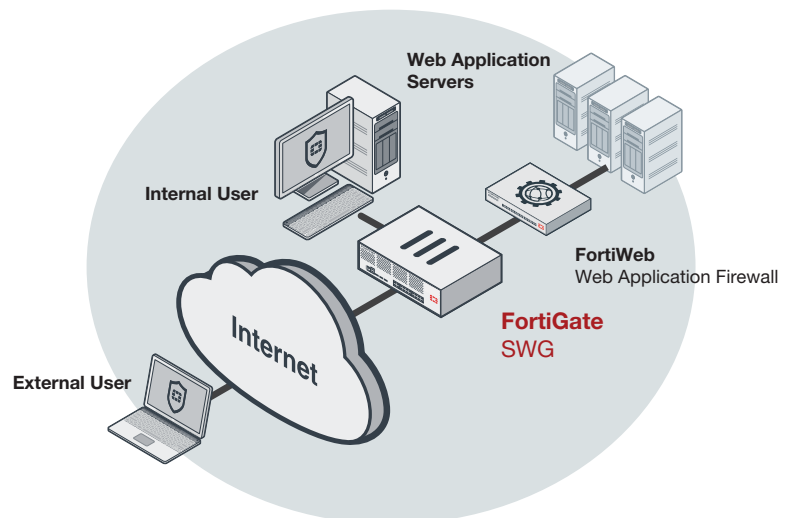 Web Application
Servers
Internal User
FortiWeb
Web Application Firewall
FortiGate
SWG
Internet
External User